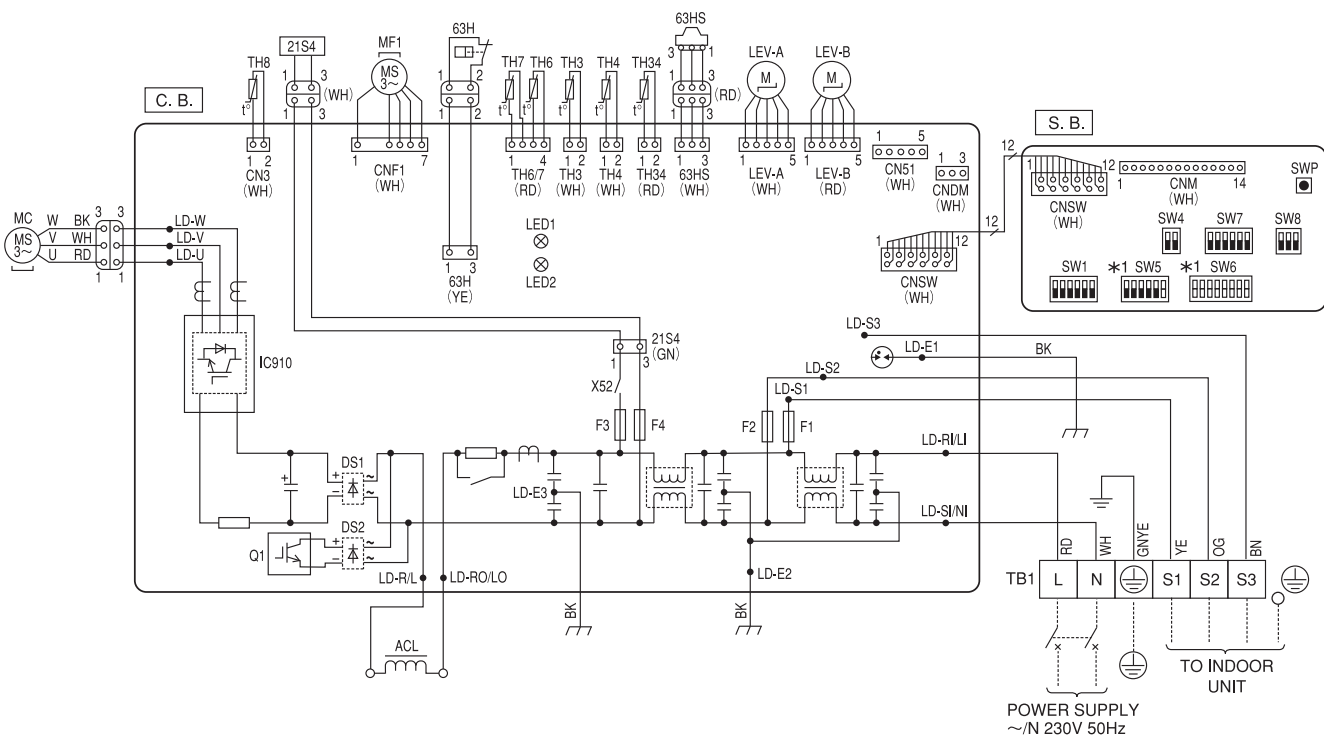 63HS
TH8
21S4
MF1
MS
3~
63H
TH7 TH6 TH3 TH4 TH34
3 1
LEV-A LEV-B
M M
t°
1 3
(WH)
1 3
1 2
1 2
t° t° t° t°
1 3
(RD)
1 3
C. B.
S. B.
1 2
CN3
(WH)
1 7
CNF1
(WH)
1 4
TH6/7
(RD)
1 2
TH3
(WH)
1 2
TH4
(WH)
1 2
TH34
(RD)
1 3
63HS
(WH)
1 5
LEV-A
(WH)
1 5
LEV-B
(RD)
1 5
CN51
(WH)
1 3
CNDM
(WH)
12
1 12
CNSW
(WH)
1 14
CNM
(WH)
SWP
SW4 SW7 SW8
SW1 *1 SW5 *1 SW6
12
1 12
CNSW
(WH)
MC
MS
3~
W BK 3 3 LD-W
V WH LD-V
U RD LD-U
1 1
LED1
LED2
1 3
63H
(YE)
IC910
21S4
(GN)
1 3
X52
F3 F4
F2 F1
LD-S3
LD-E1 BK
LD-S2
LD-S1
LD-RI/LI
LD-SI/NI
+
+ ~
− ~
DS1
DS2
+ ~
− ~
Q1
LD-E3
LD-R/L LD-RO/LO
LD-E2
BK
BK
ACL
RD WH GNYE YE OG BN
TB1 L N S1 S2 S3
TO INDOOR
UNIT
POWER SUPPLY
~/N 230V 50Hz